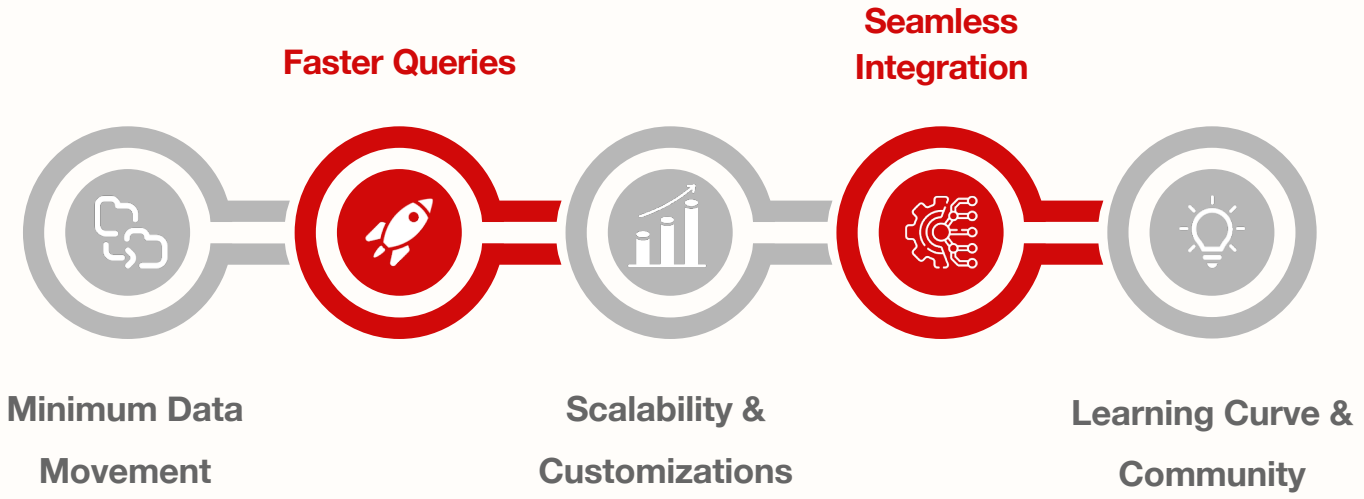 Faster Queries
Seamless
Integration
Minimum Data
Movement
Scalability &
Customizations
Learning Curve &
Community